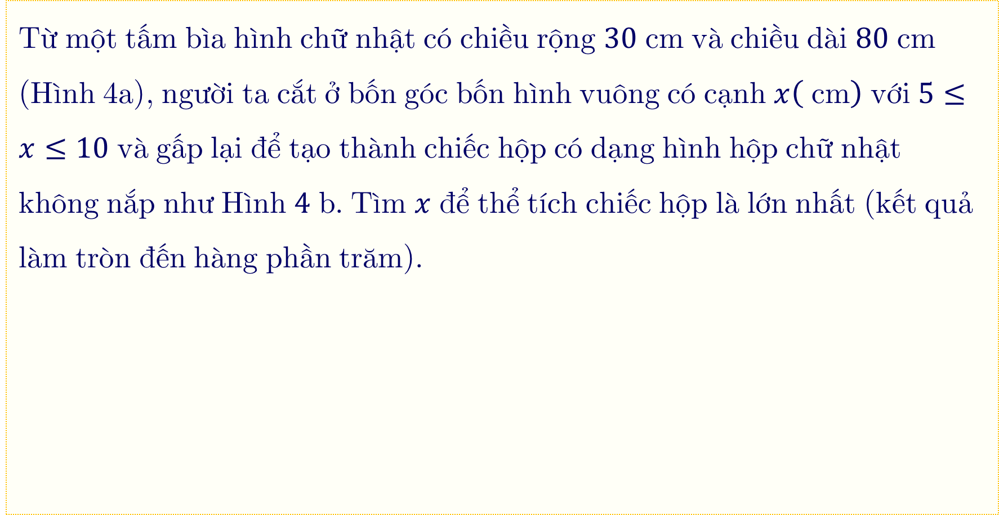 Từ một tấm bìa hình chữ nhật có chiều rộng 30 cm và chiều dài 80 cm
(Hình 4a), người ta cắt ở bốn góc bốn hình vuông có cạnh x( cm) với 5 ≤
x ≤ 10 và gấp lại để tạo thành chiếc hộp có dạng hình hộp chữ nhật
không nắp như Hình 4 b. Tìm x để thể tích chiếc hộp là lớn nhất (kết quả
làm tròn đến hàng phần trăm).